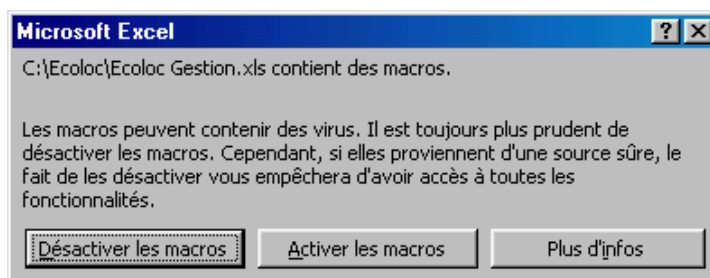 Microsoft Excel
C:\Ecoloc\Ecoloc Gestion.xls contient des macros.
Les macros peuvent contenir des virus. Il est toujours plus prudent de
désactiver les macros. Cependant, si elles proviennent d'une source sûre, le
fait de les désactiver vous empêchera d'avoir accès à toutes les
fonctionnalités.
Désactiver les macros Activer les macros Plus d'infos